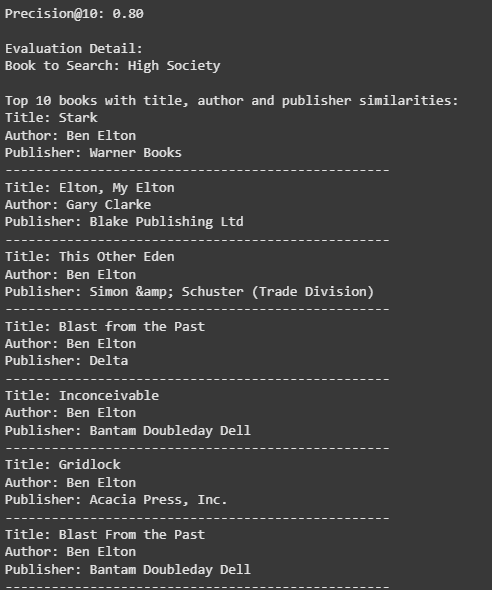 Precision@10: 0.80
Evaluation Detail:
Book to Search: High Society
Top 10 books with title, author and publisher similarities:
Title: Stark
Author: Ben Elton
Publisher: Warner Books
------------------------------------------------
Title: Elton, My Elton
Author: Gary Clarke
Publisher: Blake Publishing Ltd
------------------------------------------------
Title: This Other Eden
Author: Ben Elton
Publisher: Simon &amp; Schuster (Trade Division)
------------------------------------------------
Title: Blast from the Past
Author: Ben Elton
Publisher: Delta
------------------------------------------------
Title: Inconceivable
Author: Ben Elton
Publisher: Bantam Doubleday Dell
------------------------------------------------
Title: Gridlock
Author: Ben Elton
Publisher: Acacia Press, Inc.
------------------------------------------------
Title: Blast From the Past
Author: Ben Elton
Publisher: Bantam Doubleday Dell
------------------------------------------------